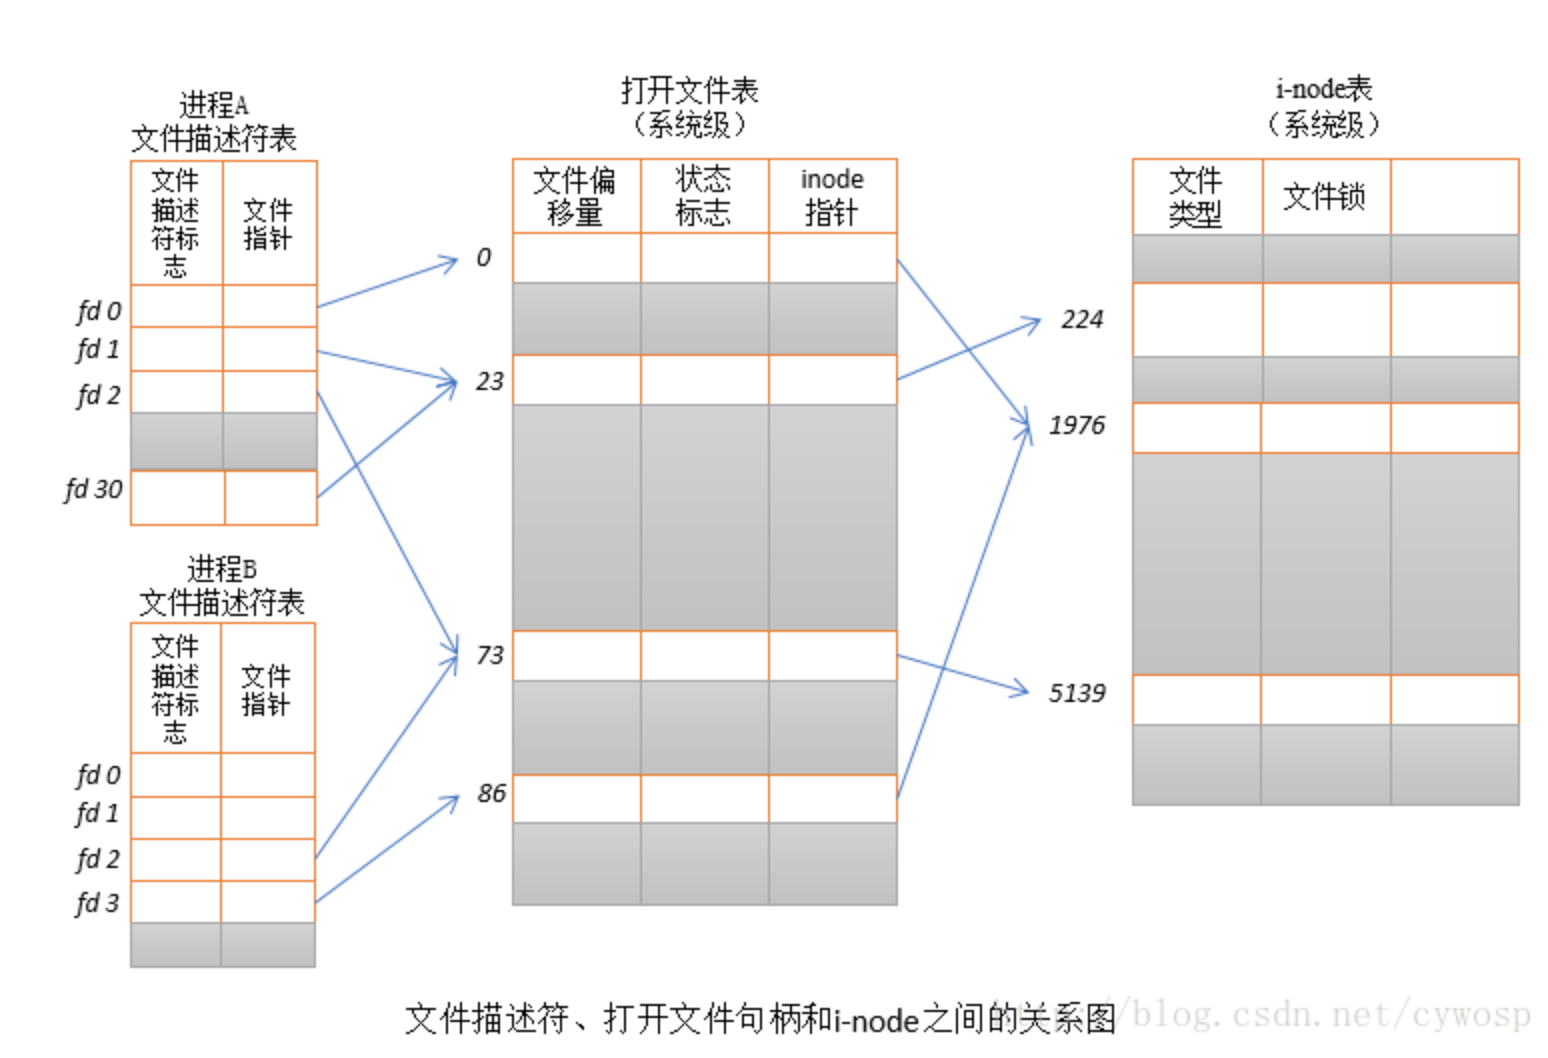 进程A
文件描述符表
文件
描述
符标
志
文件
指针
fd 0
fd 1
fd 2
fd 30
进程B
文件描述符表
文件
描述
符标
志
文件
指针
fd 0
fd 1
fd 2
fd 3
打开文件表
（系统级）
文件偏
移量
状态
标志
inode
指针
0
23
73
86
i-node表
（系统级）
文件
类型
文件锁
224
1976
5139
文件描述符、打开文件句柄和i-node之间的关系图
http://blog.csdn.net/cywosp